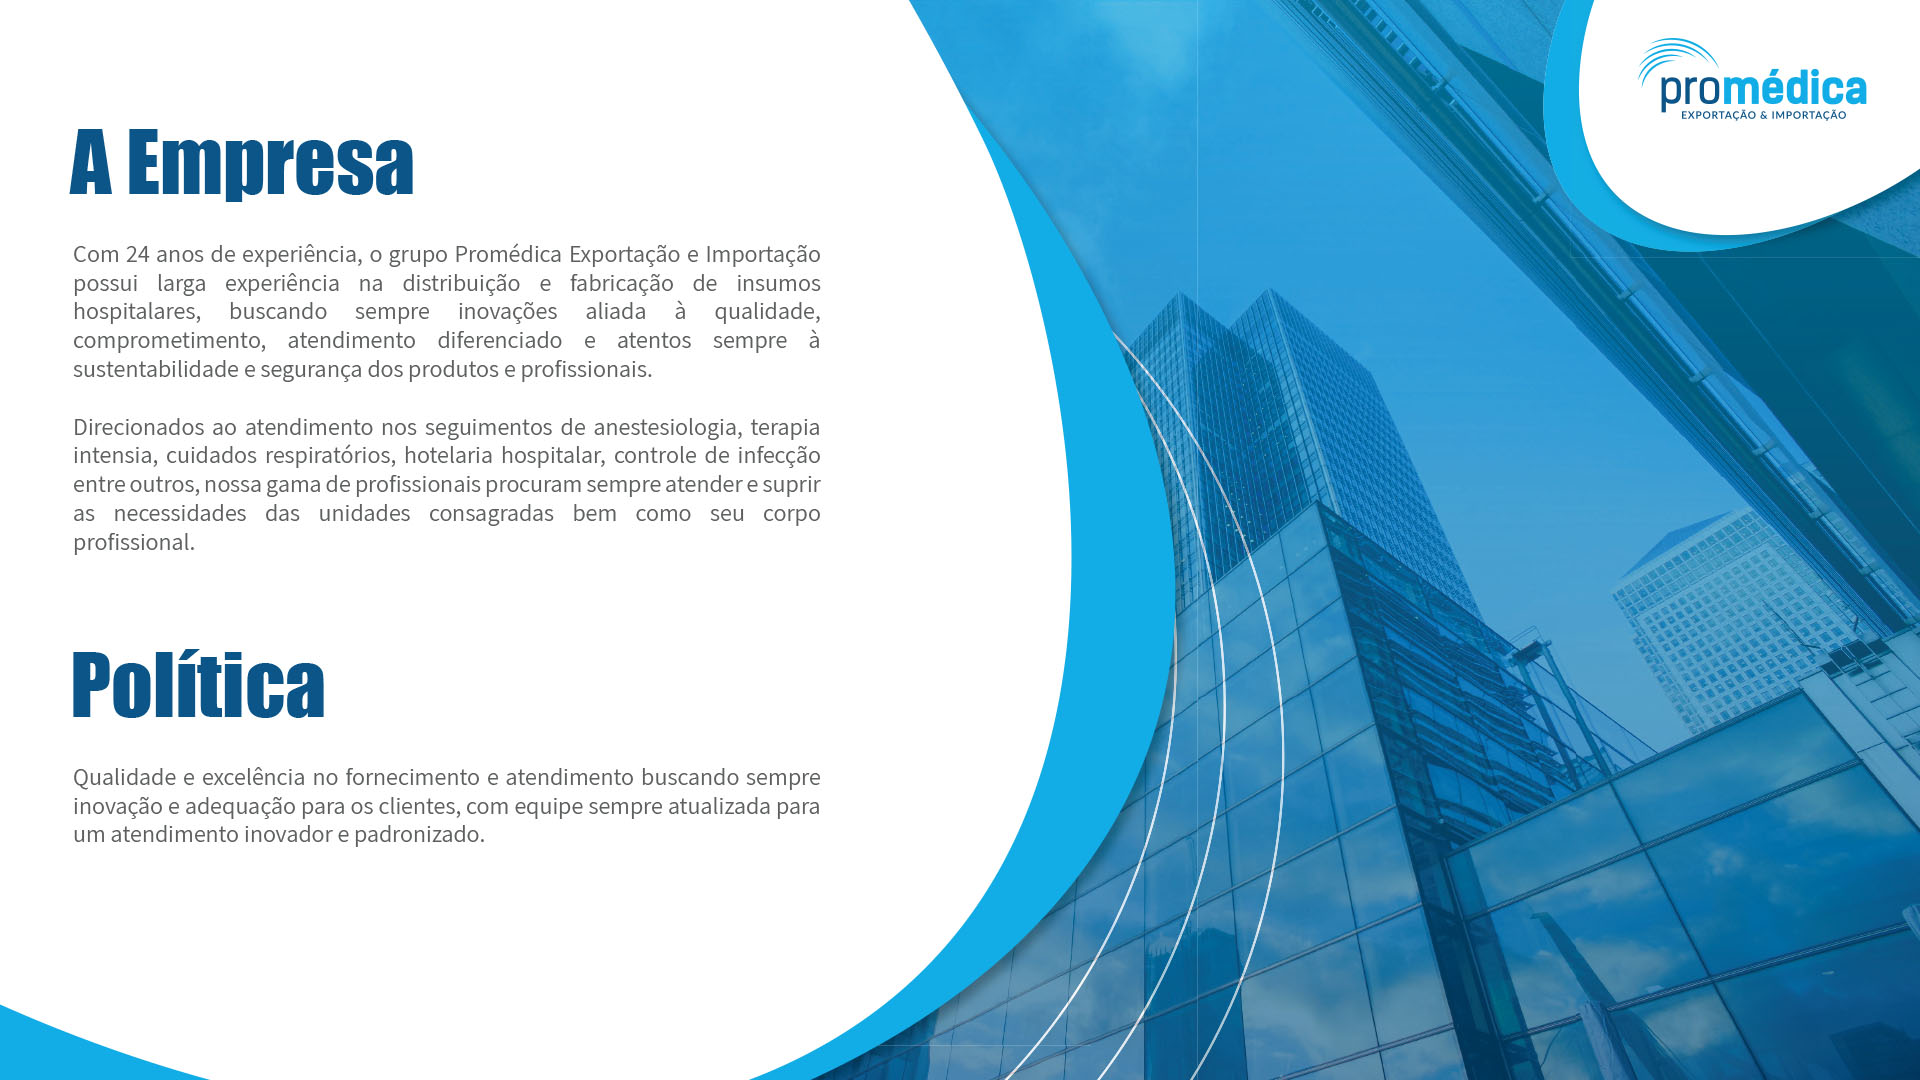 promédica
EXPORTAÇÃO & IMPORTAÇÃO
A Empresa
Com 24 anos de experiência, o grupo Promédica Exportação e Importação
possui larga experiência na distribuição e fabricação de insumos
hospitalares, buscando sempre inovações aliada à qualidade,
comprometimento, atendimento diferenciado e atentos sempre à
sustentabilidade e segurança dos produtos e profissionais.
Direcionados ao atendimento nos seguimentos de anestesiologia, terapia
intensia, cuidados respiratórios, hotelaria hospitalar, controle de infecção
entre outros, nossa gama de profissionais procuram sempre atender e suprir
as necessidades das unidades consagradas bem como seu corpo
profissional.
Política
Qualidade e excelência no fornecimento e atendimento buscando sempre
inovação e adequação para os clientes, com equipe sempre atualizada para
um atendimento inovador e padronizado.